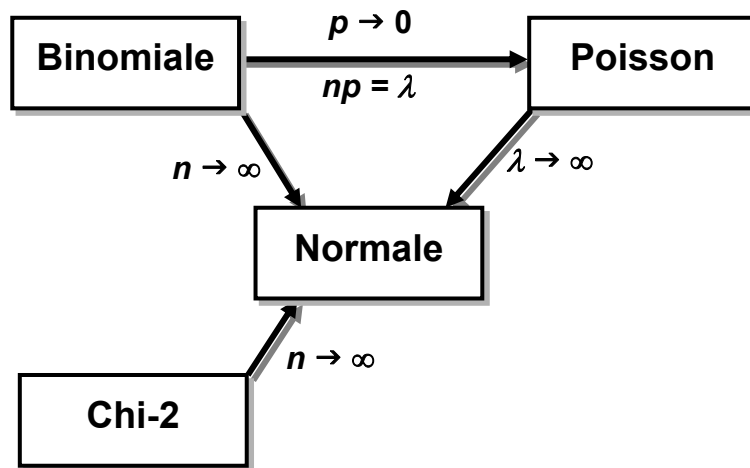 p → 0
Binomiale
Poisson
np = λ
n → ∞
λ → ∞
Normale
n → ∞
Chi-2